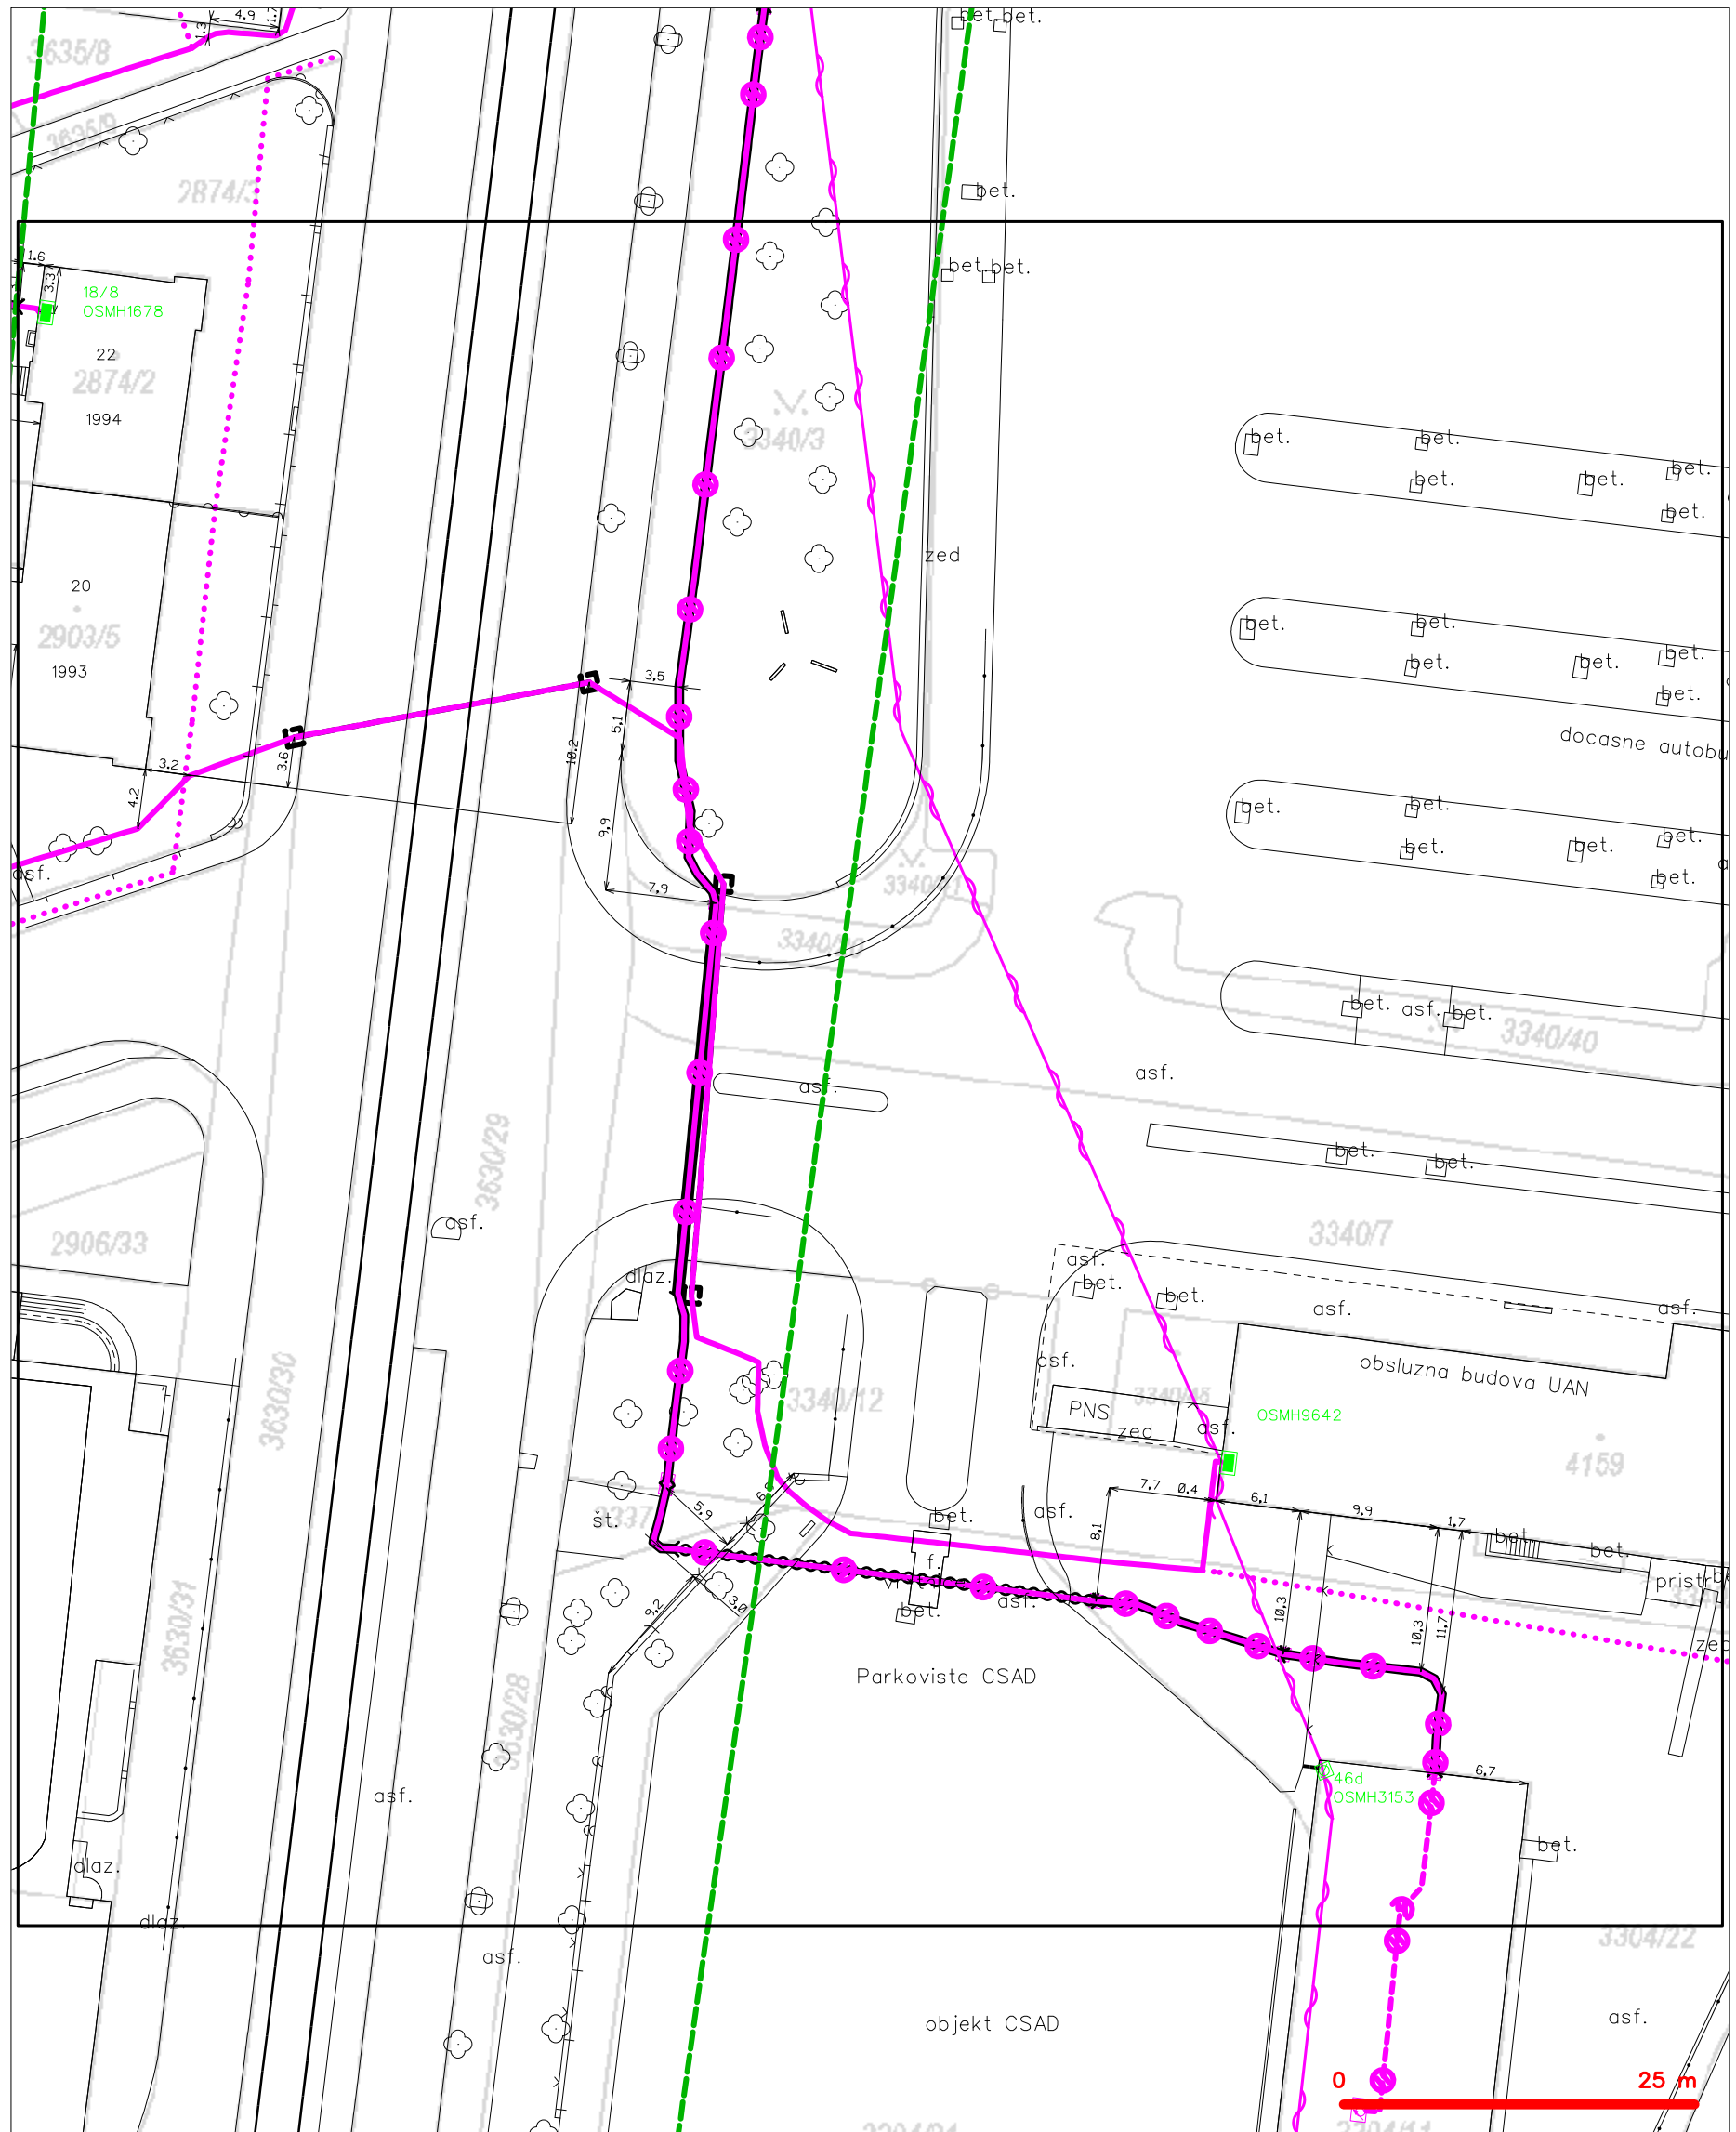 4.9
1.7
1.3
bet.
bet.
3635/8
3635/9
2874/3
bet.
1.6
3.3
18/8
OSMH1678
bet.
bet.
22
2874/2
1994
3340/3
bet.
bet.
bet.
bet.
bet.
bet.
zed
20
2903/5
1993
bet.
bet.
bet.
bet.
bet.
bet.
3,5
5,1
10.2
3.6
3.2
4.2
9,9
7,9
docasne autobu
bet.
bet.
bet.
bet.
bet.
bet.
asf.
3340/
bet.
asf.
bet.
3340/40
asf.
asf.
3630/29
bet.
bet.
2906/33
asf.
3340/7
asf.
dlaz.
bet.
bet.
asf.
asf.
asf.
obsluzna budova UAN
3630/30
3340/12
PNS
zed
asf.
OSMH9642
4159
7.7
0.4
6.1
9,9
1,7
5,9
8,1
št.
3337
bet.
asf.
bet.
bet.
f.
asf.
bet.
pristr
9,2
3,0
10,3
10,3
11,7
zed
3630/31
3630/28
Parkoviste CSAD
46d
OSMH3153
6,7
asf.
bet.
dlaz.
dlaz.
asf.
3304/22
asf.
objekt CSAD
0
25 m